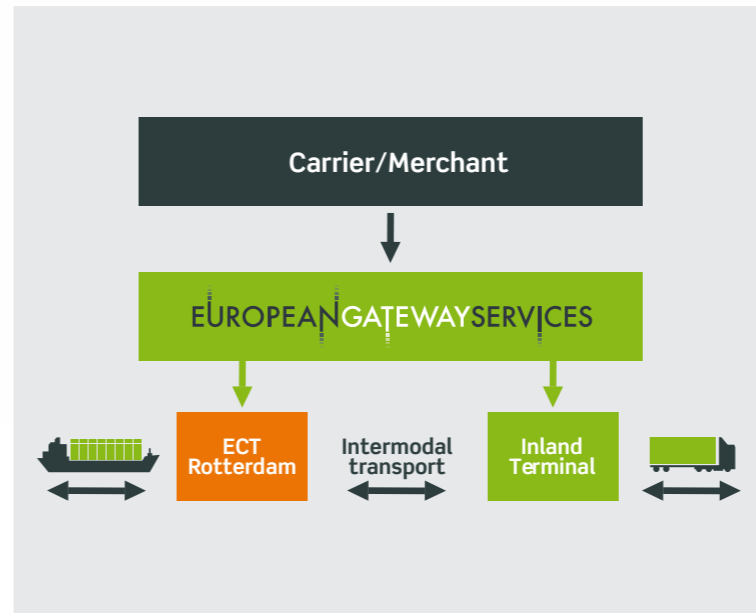 Carrier/Merchant
EUROPEANGATEWAYSERVICES
ECT
Rotterdam
Intermodal
transport
Inland
Terminal